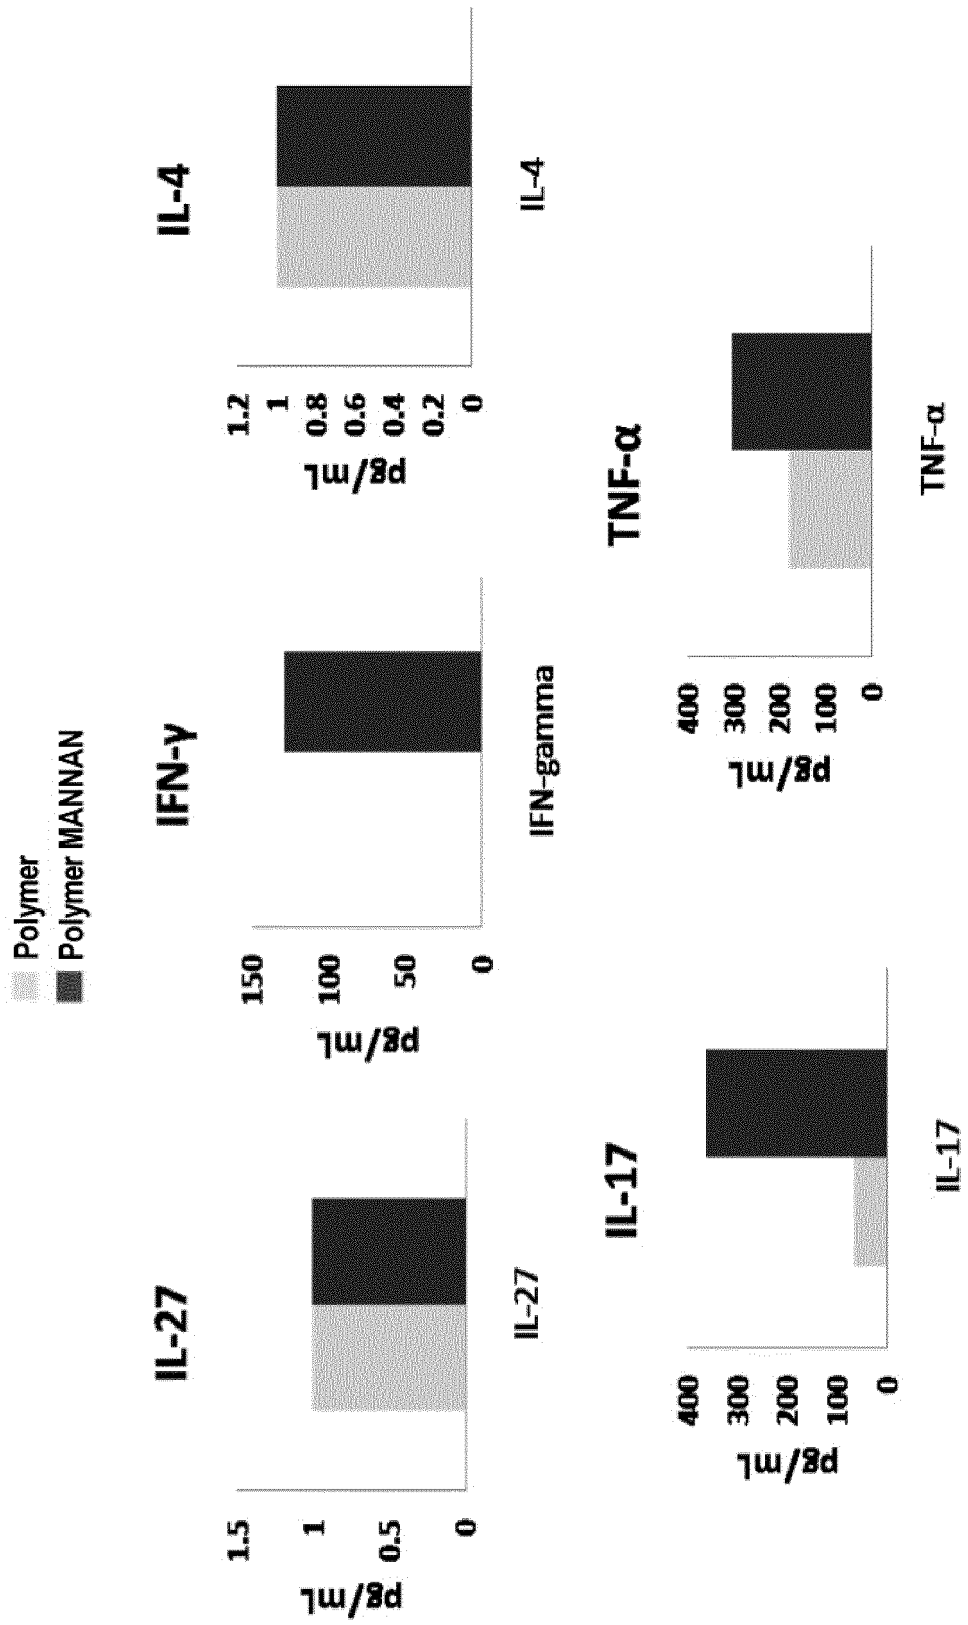 Polymer
Polymer MANNAN
IL-27
pg/mL
1.5
1
0.5
0
IL-27
IFN-γ
pg/mL
150
100
50
0
IFN-gamma
IL-4
pg/mL
1.2
1
0.8
0.6
0.4
0.2
0
IL-4
IL-17
pg/mL
400
300
200
100
0
IL-17
TNF-α
pg/mL
400
300
200
100
0
TNF-α